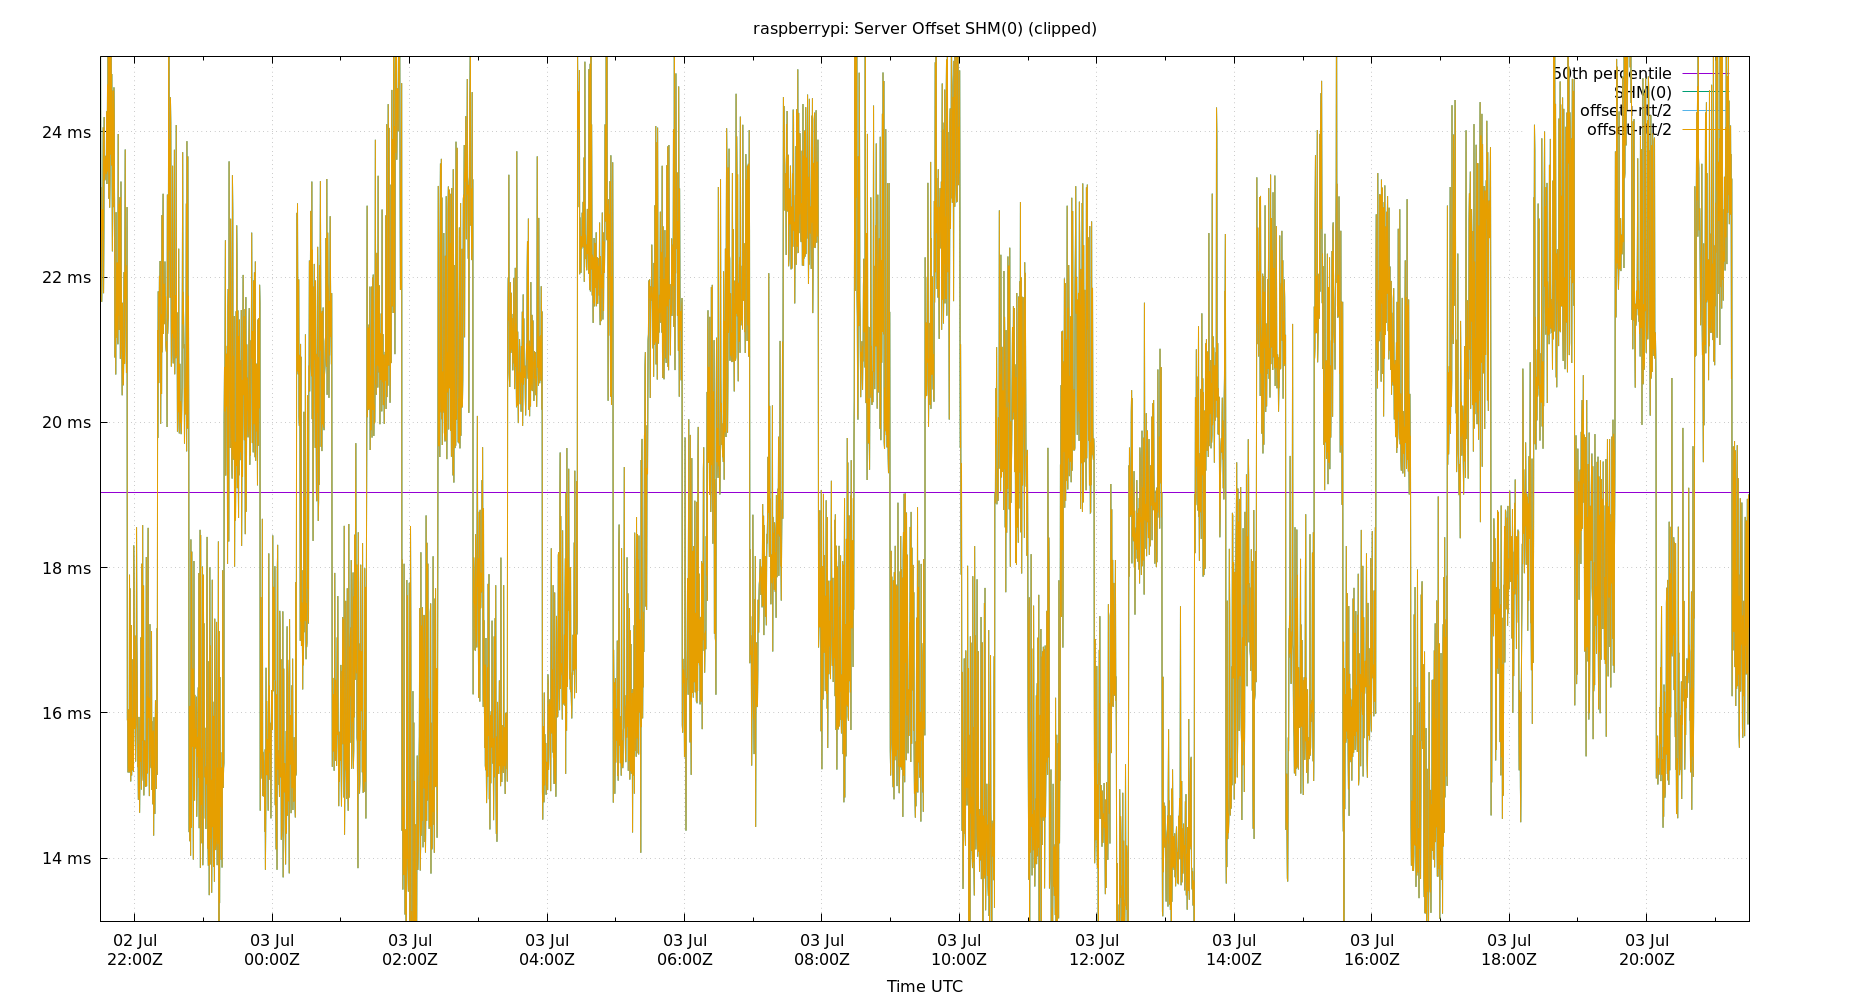 raspberrypi: Server Offset SHM(0) (clipped)
50th percentile
SHM(0)
offset+rtt/2
offset-rtt/2
24 ms
22 ms
20 ms
18 ms
16 ms
14 ms
02 Jul 03 Jul 03 Jul 03 Jul 03 Jul 03 Jul 03 Jul 03 Jul 03 Jul 03 Jul 03 Jul 03 Jul
22:00Z 00:00Z 02:00Z 04:00Z 06:00Z 08:00Z 10:00Z 12:00Z 14:00Z 16:00Z 18:00Z 20:00Z
Time UTC